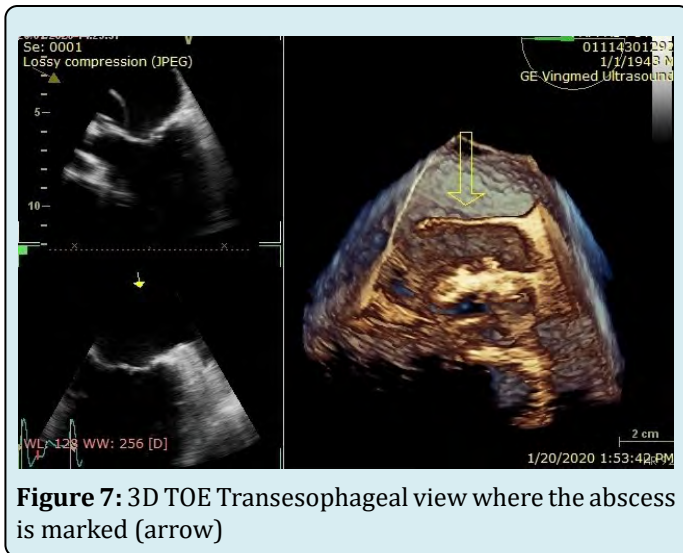 Se: 0001
Lossy compression (JPEG)
5
10
WL: 128 WW: 256 [D]
01114301292
1/1/1943 M
GE Vingmed Ultrasound
2 cm
1/20/2020 1:53:42 PM
Figure 7: 3D TOE Transesophageal view where the abscess
is marked (arrow)